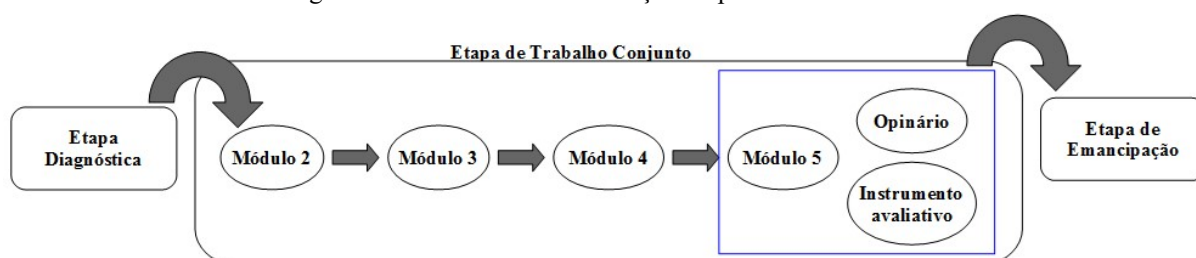 Etapa de Trabalho Conjunto
Etapa
Diagnóstica
Módulo 2
Módulo 3
Módulo 4
Módulo 5
Opinário
Instrumento
avaliativo
Etapa de
Emancipação